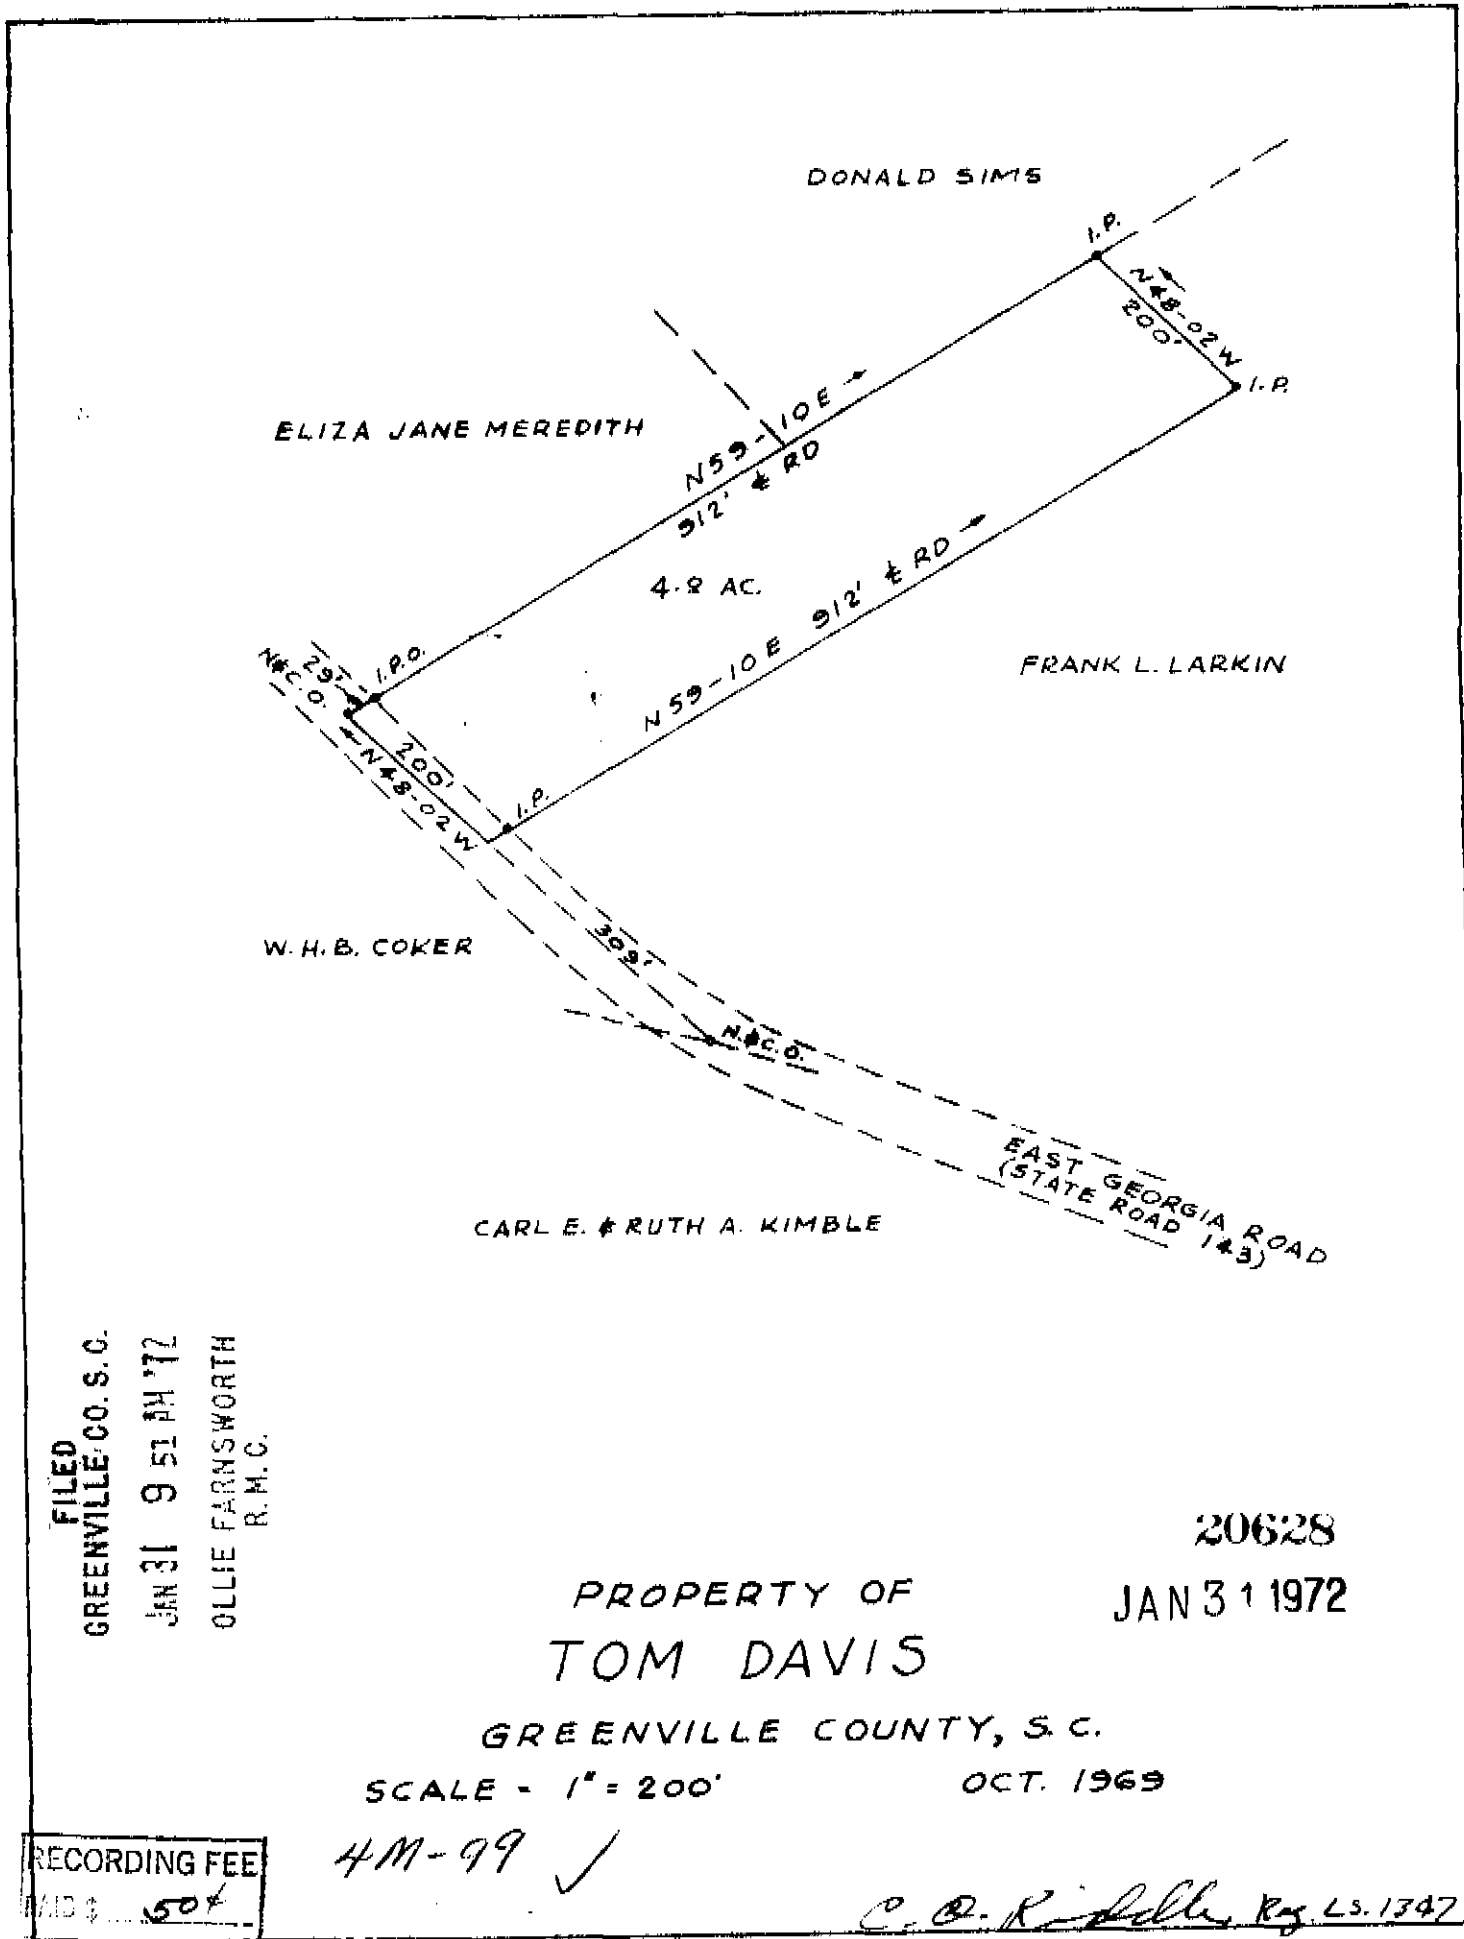 DONALD SIMS
I.P.
N48-02W
200'
I.P.
ELIZA JANE MEREDITH
N59-10E
912' ¢ RD
4.8 AC.
N59-10E 912' ¢ RD
FRANK L. LARKIN
N&C.O.
29'
I.P.O.
200'
N48-02W
I.P.
W.H.B. COKER
309'
N.&C.O.
EAST GEORGIA ROAD
(STATE ROAD 143)
CARL E. & RUTH A. KIMBLE
FILED
GREENVILLE CO. S.C.
JAN 31 9 51 AM '72
OLLIE FARNSWORTH
R.M.C.
20628
JAN 31 1972
PROPERTY OF
TOM DAVIS
GREENVILLE COUNTY, S.C.
SCALE - 1" = 200'
OCT. 1969
4M-99 ✓
RECORDING FEE
PAID $ .50¢
C. O. Riddle, Reg. LS. 1347